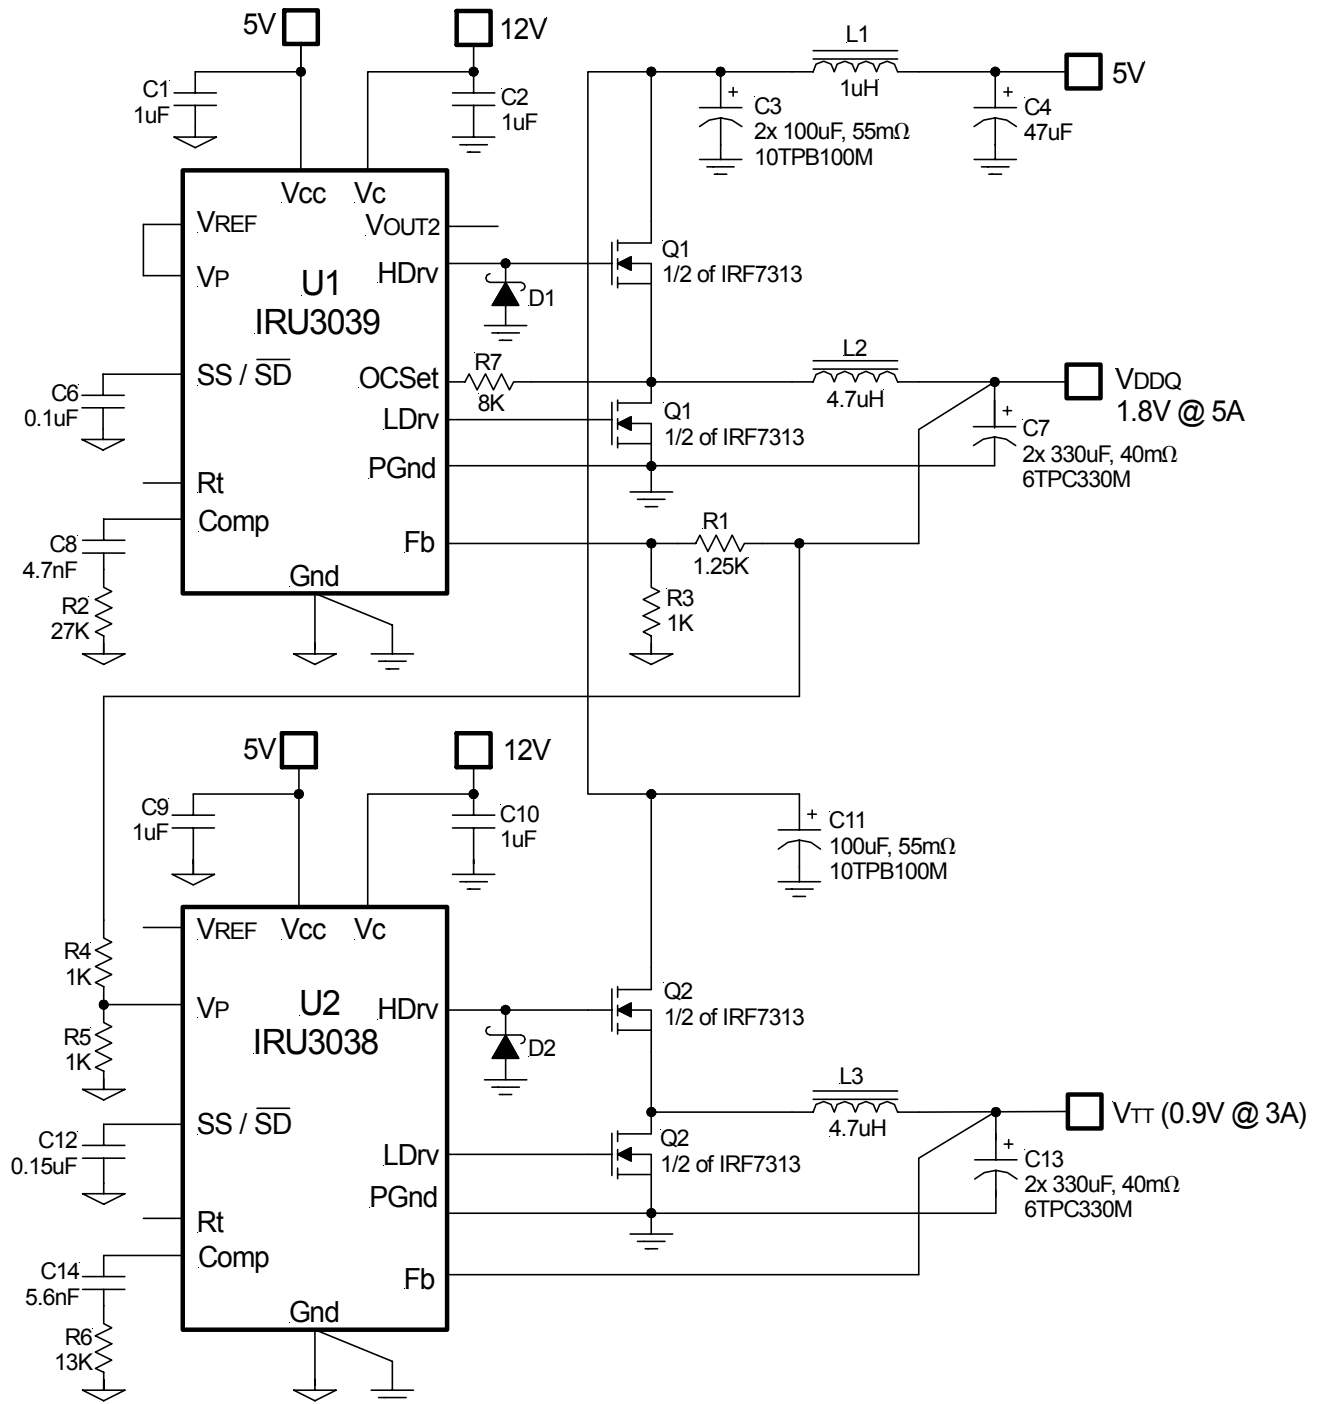 5V
12V
C1
1uF
C2
1uF
L1
1uH
5V
+
C3
2x 100uF, 55mΩ
10TPB100M
+
C4
47uF
Vcc
Vc
VREF
VOUT2
VP
HDrv
U1
IRU3039
D1
Q1
1/2 of IRF7313
SS / SD
OCSet
R7
8K
L2
4.7uH
VDDQ
1.8V @ 5A
C6
0.1uF
LDrv
Q1
1/2 of IRF7313
+
C7
2x 330uF, 40mΩ
6TPC330M
PGnd
Rt
Comp
C8
4.7nF
R2
27K
Fb
R1
1.25K
R3
1K
Gnd
5V
12V
C9
1uF
C10
1uF
+
C11
100uF, 55mΩ
10TPB100M
VREF
Vcc
Vc
R4
1K
VP
U2
IRU3038
HDrv
D2
Q2
1/2 of IRF7313
R5
1K
L3
4.7uH
VTT (0.9V @ 3A)
SS / SD
C12
0.15uF
LDrv
Q2
1/2 of IRF7313
+
C13
2x 330uF, 40mΩ
6TPC330M
PGnd
Rt
Comp
C14
5.6nF
R6
13K
Fb
Gnd